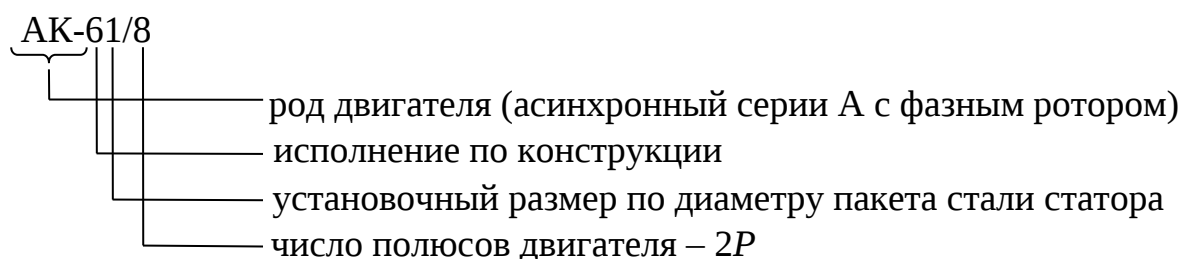 АК-61/8
род двигателя (асинхронный серии А с фазным ротором)
исполнение по конструкции
установочный размер по диаметру пакета стали статора
число полюсов двигателя – 2P